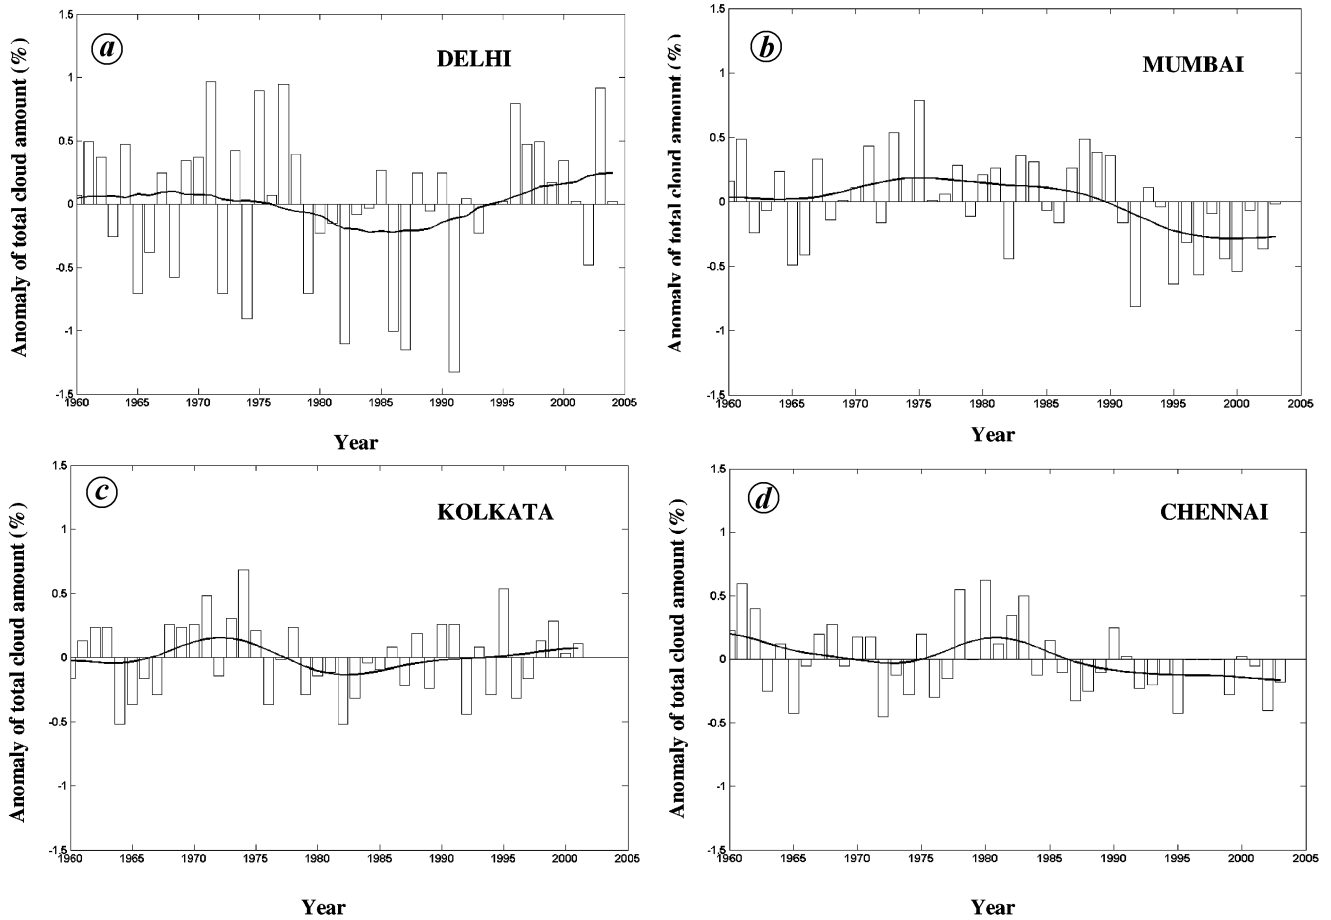 a
DELHI
Anomaly of total cloud amount (%)
1.5
1
0.5
0
-0.5
-1
-1.5
1960 1965 1970 1975 1980 1985 1990 1995 2000 2005
Year
b
MUMBAI
Anomaly of total cloud amount (%)
1.5
1
0.5
0
-0.5
-1
-1.5
1960 1965 1970 1975 1980 1985 1990 1995 2000 2005
Year
c
KOLKATA
Anomaly of total cloud amount (%)
1.5
1
0.5
0
-0.5
-1
-1.5
1960 1965 1970 1975 1980 1985 1990 1995 2000 2005
Year
d
CHENNAI
Anomaly of total cloud amount (%)
1.5
1
0.5
0
-0.5
-1
-1.5
1960 1965 1970 1975 1980 1985 1990 1995 2000 2005
Year